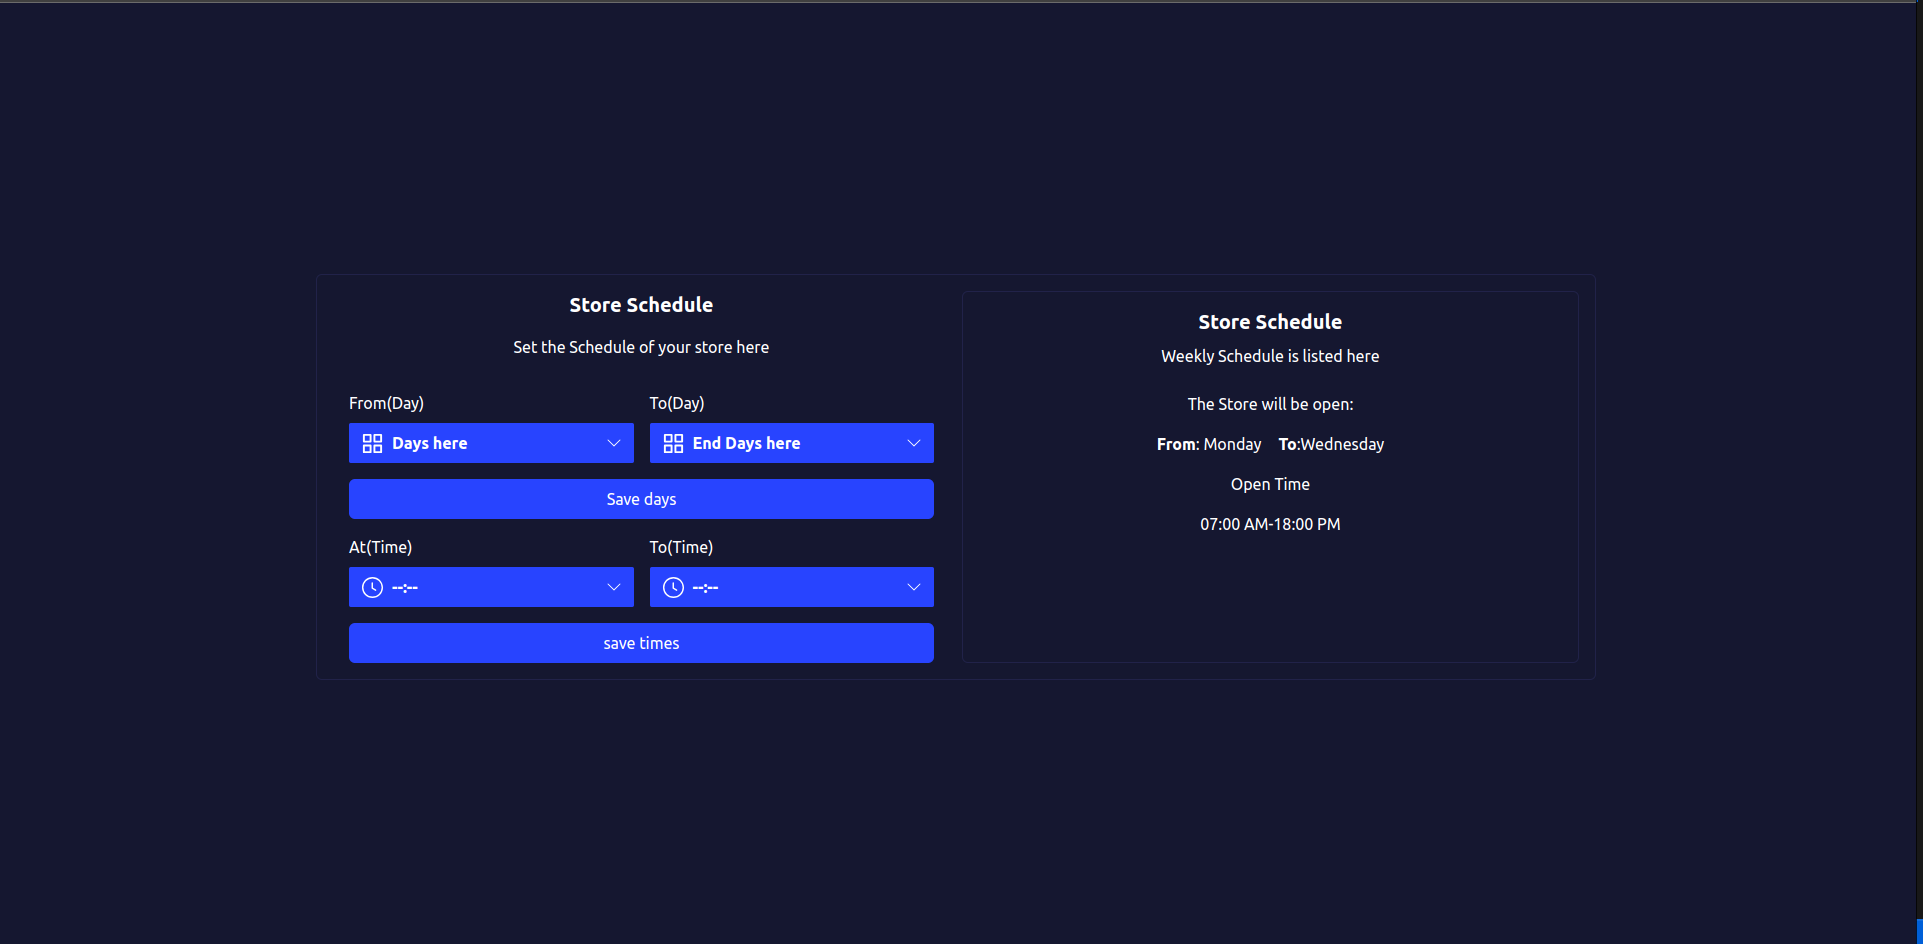 Store Schedule
Set the Schedule of your store here
From(Day)
To(Day)
Days here
End Days here
Save days
At(Time)
To(Time)
--:--
--:--
save times
Store Schedule
Weekly Schedule is listed here
The Store will be open:
From: Monday To:Wednesday
Open Time
07:00 AM-18:00 PM